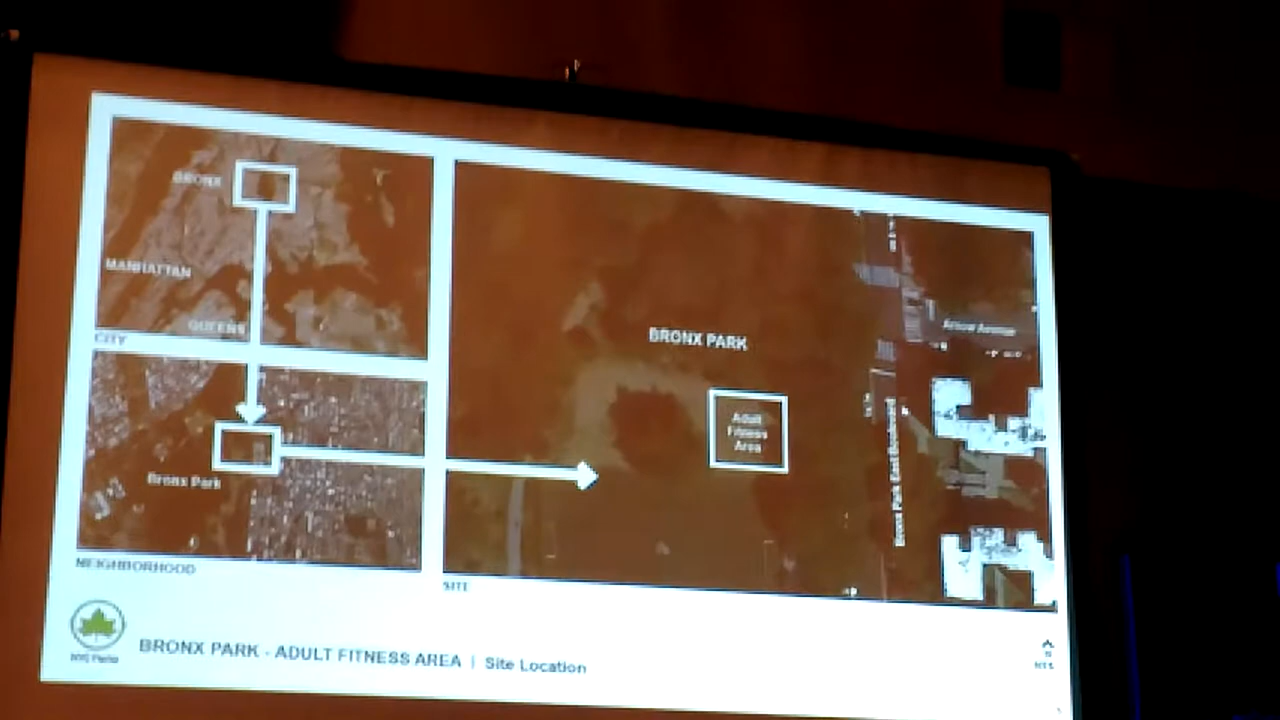 BRONX
MANHATTAN
QUEENS
CITY
Bronx Park
NEIGHBORHOOD
BRONX PARK
Adult
Fitness
Area
Arnow Avenue
Bronx Park East Boulevard
SITE
NYC Parks
BRONX PARK - ADULT FITNESS AREA | Site Location
N
NTS